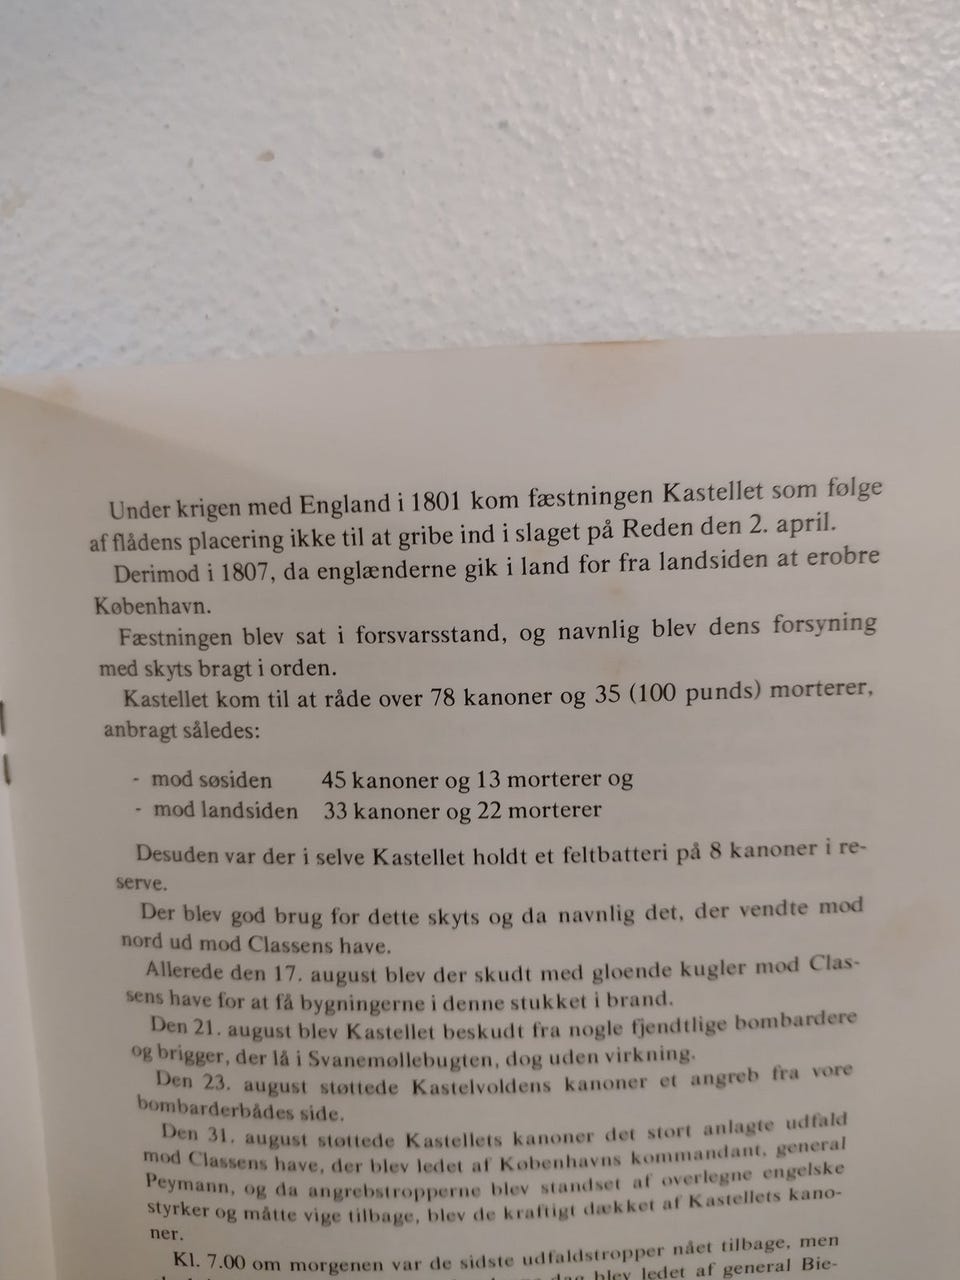 Under krigen med England i 1801 kom fæstningen Kastellet som følge
af flådens placering ikke til at gribe ind i slaget på Reden den 2. april.
Derimod i 1807, da englænderne gik i land for fra landsiden at erobre
København.
Fæstningen blev sat i forsvarsstand, og navnlig blev dens forsyning
med skyts bragt i orden.
Kastellet kom til at råde over 78 kanoner og 35 (100 punds) morterer,
anbragt således:
- mod søsiden 45 kanoner og 13 morterer og
- mod landsiden 33 kanoner og 22 morterer
Desuden var der i selve Kastellet holdt et feltbatteri på 8 kanoner i re-
serve.
Der blev god brug for dette skyts og da navnlig det, der vendte mod
nord ud mod Classens have.
Allerede den 17. august blev der skudt med gloende kugler mod Clas-
sens have for at få bygningerne i denne stukket i brand.
Den 21. august blev Kastellet beskudt fra nogle fjendtlige bombardere
og brigger, der lå i Svanemøllebugten, dog uden virkning.
Den 23. august støttede Kastelvoldens kanoner et angreb fra vore
bombarderbådes side.
Den 31. august støttede Kastellets kanoner det stort anlagte udfald
mod Classens have, der blev ledet af Københavns kommandant, general
Peymann, og da angrebstropperne blev standset af overlegne engelske
styrker og måtte vige tilbage, blev de kraftigt dækket af Kastellets kano-
ner.
Kl. 7.00 om morgenen var de sidste udfaldstropper nået tilbage, men
dag blev ledet af general Bie-